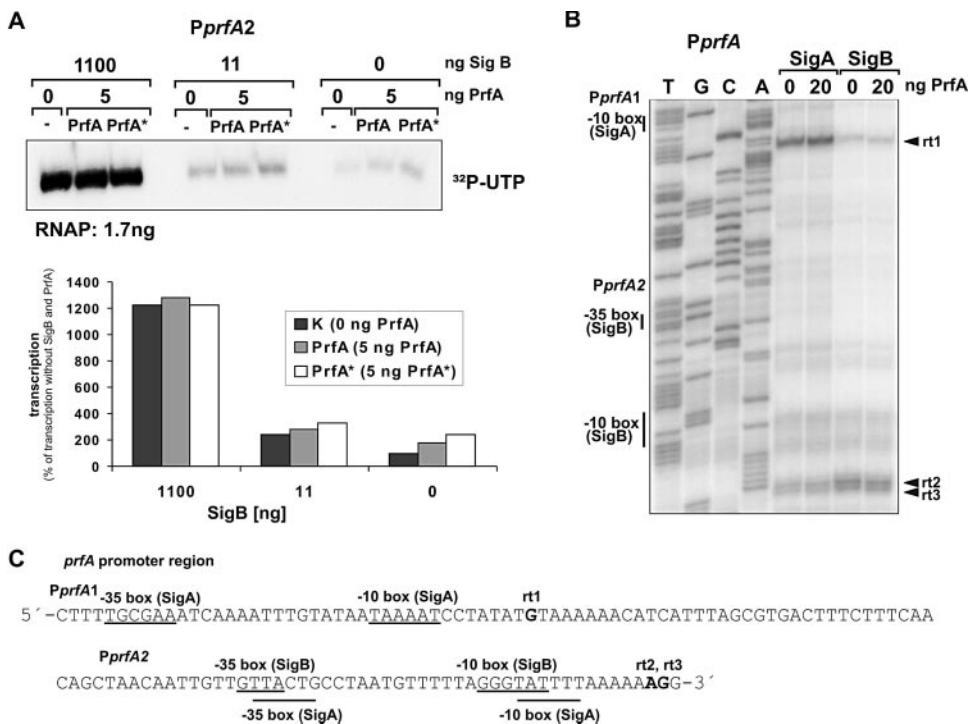 A
PprfA2
1100 11 0 ng Sig B
0 5 0 5 0 5 ng PrfA
- PrfA PrfA* - PrfA PrfA* - PrfA PrfA*
32P-UTP
RNAP: 1.7ng
transcription
(% of transcription without SigB and PrfA)
1400
1200
1000
800
600
400
200
0
K (0 ng PrfA)
PrfA (5 ng PrfA)
PrfA* (5 ng PrfA*)
1100 11 0
SigB [ng]
B
PprfA
SigA SigB
T G C A 0 20 0 20 ng PrfA
PprfA1
-10 box
(SigA)
rt1
PprfA2
-35 box
(SigB)
-10 box
(SigB)
rt2
rt3
C
prfA promoter region
PprfA1
-35 box (SigA) -10 box (SigA) rt1
5´-CTTTTGCGAAATCAAAATTTGTATAATAAAATCCTATATGTAAAAAACATCATTTAGCGTGACTTTCTTTCAA
PprfA2
-35 box (SigB) -10 box (SigB) rt2, rt3
CAGCTAACAATTGTTGTTACTGCCTAATGTTTTTAGGGTATTTTAAAAAAGG-3´
-35 box (SigA) -10 box (SigA)